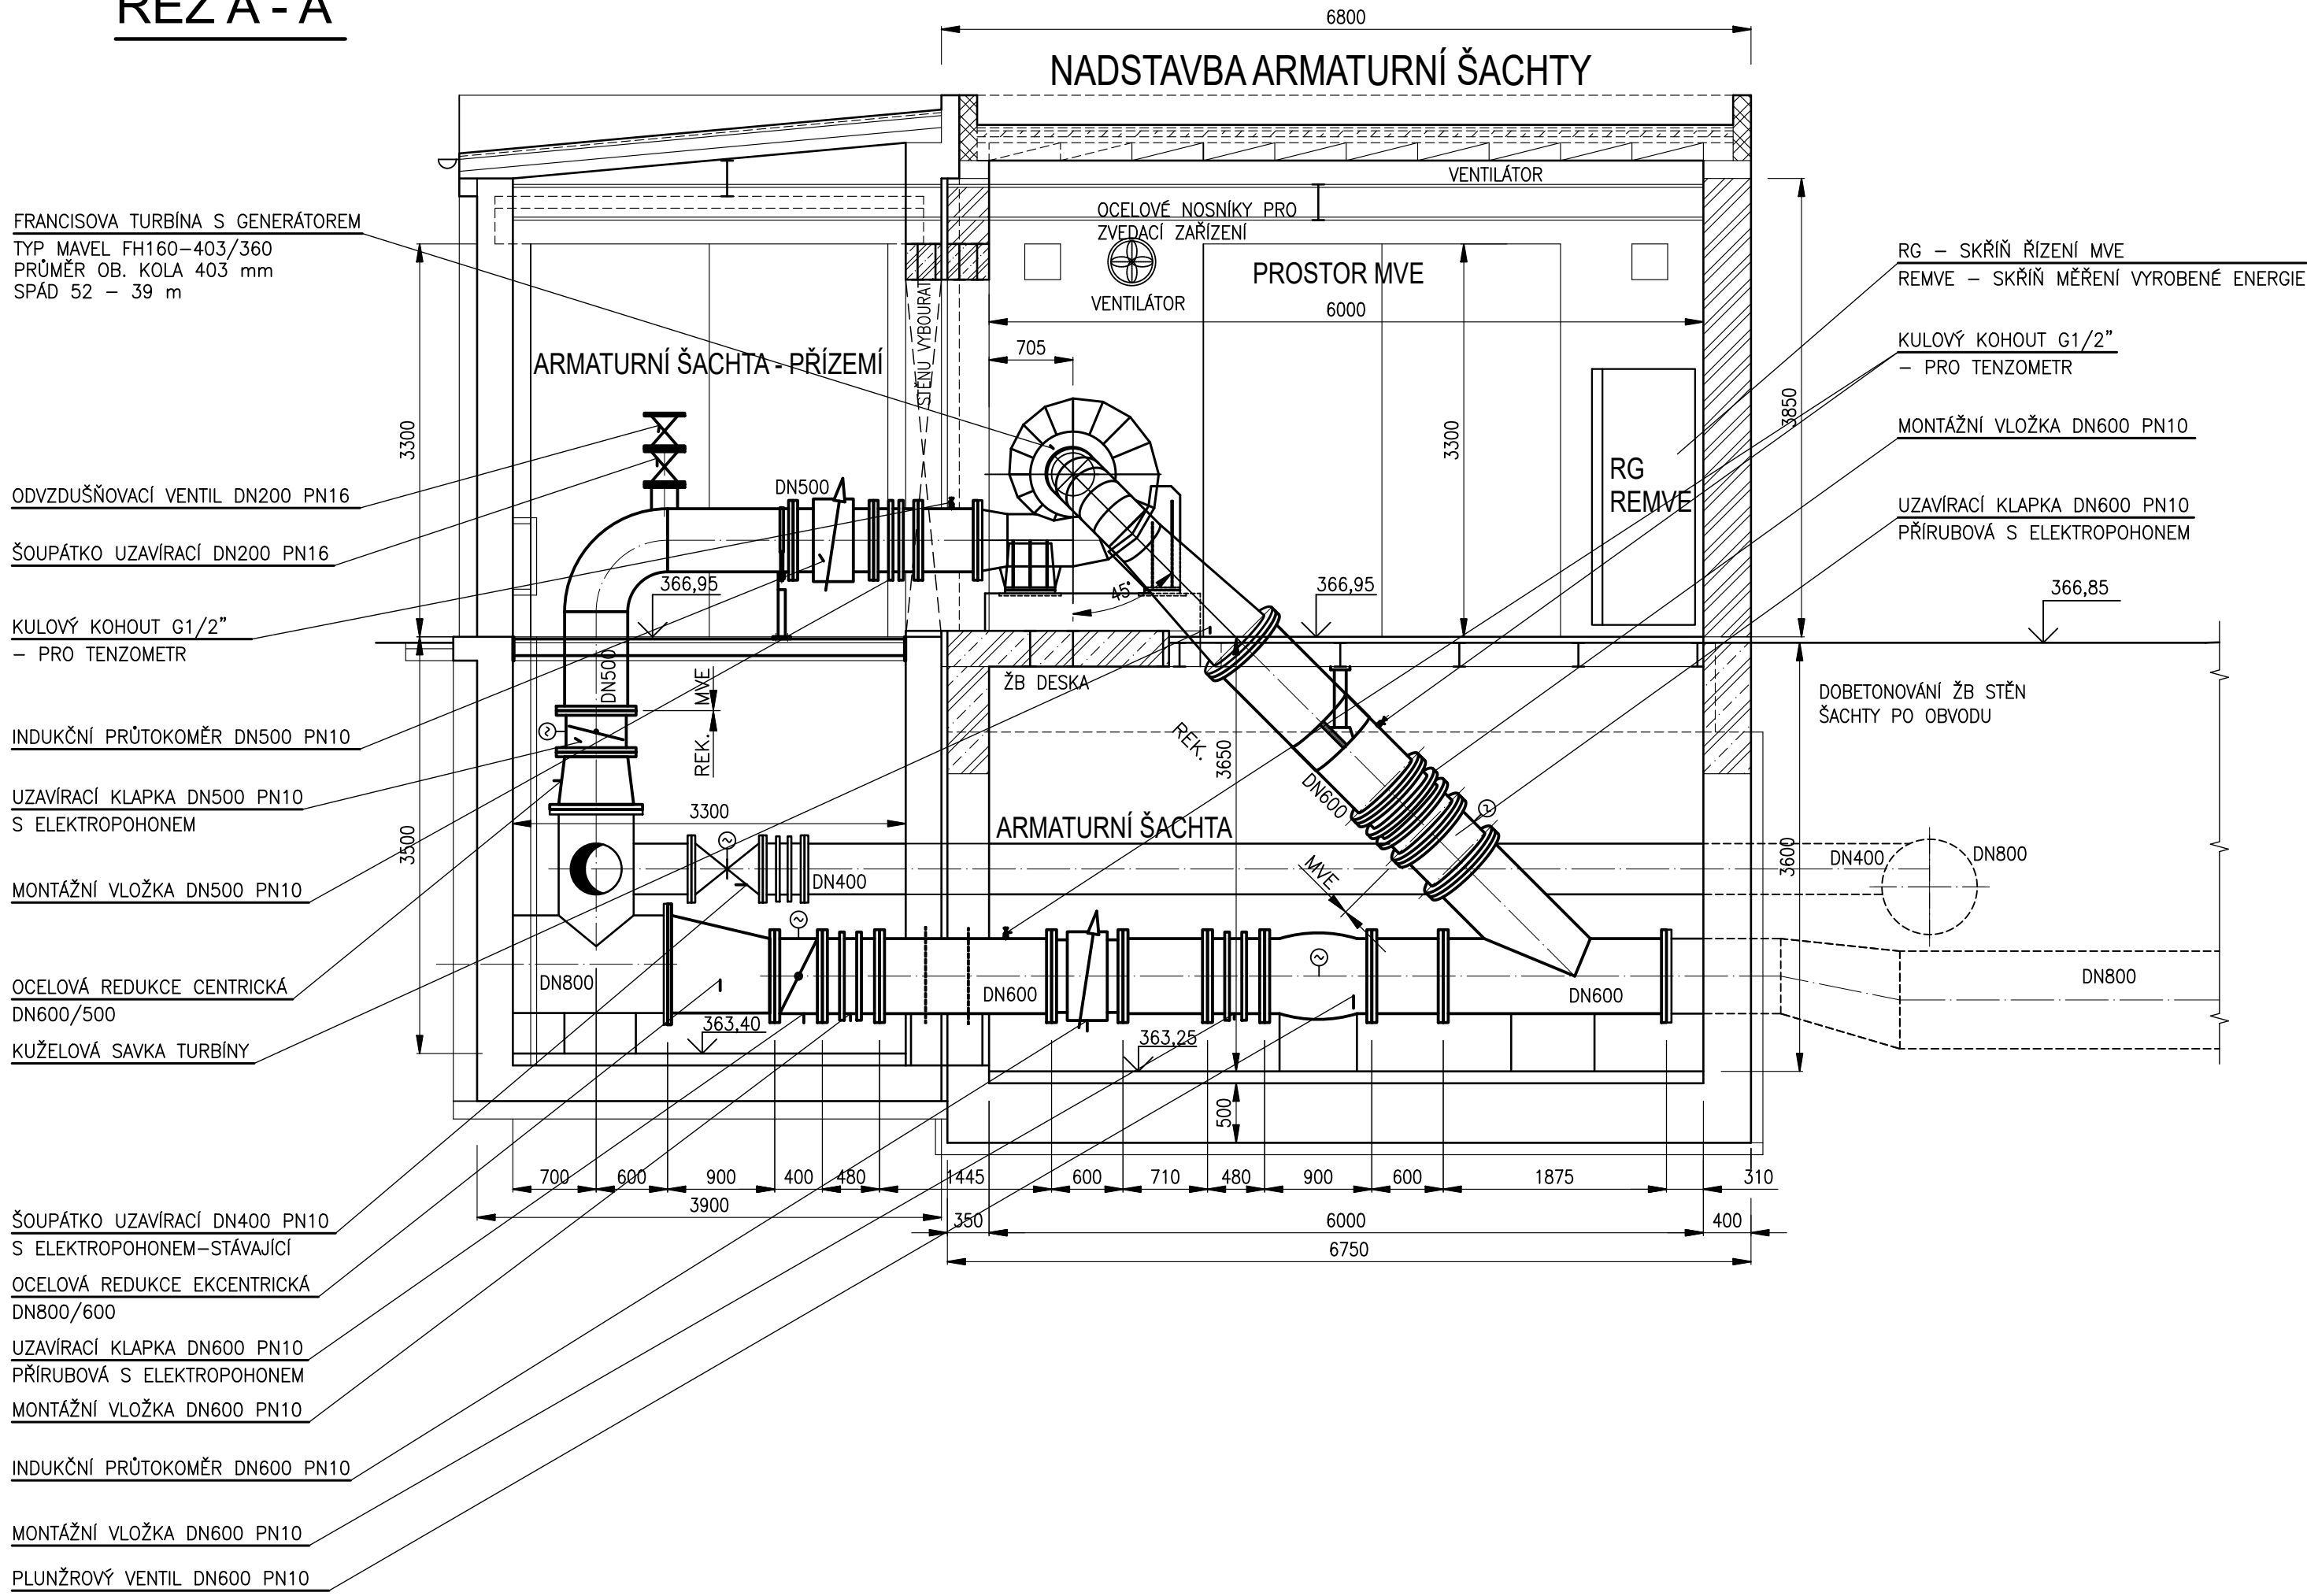 ŘEZ A - A
6800
NADSTAVBA ARMATURNÍ ŠACHTY
VENTILÁTOR
OCELOVÉ NOSNÍKY PRO
ZVEDACÍ ZAŘÍZENÍ
PROSTOR MVE
VENTILÁTOR
6000
705
FRANCISOVA TURBÍNA S GENERÁTOREM
TYP MAVEL FH160-403/360
PRŮMĚR OB. KOLA 403 mm
SPÁD 52 - 39 m
ARMATURNÍ ŠACHTA - PŘÍZEMÍ
STĚNU VYBOURAT
3300
3300
3850
RG
REMVE
DN500
366,95
366,95
366,85
45°
ODVZDUŠŇOVACÍ VENTIL DN200 PN16
ŠOUPÁTKO UZAVÍRACÍ DN200 PN16
KULOVÝ KOHOUT G1/2”
- PRO TENZOMETR
INDUKČNÍ PRŮTOKOMĚR DN500 PN10
UZAVÍRACÍ KLAPKA DN500 PN10
S ELEKTROPOHONEM
MONTÁŽNÍ VLOŽKA DN500 PN10
OCELOVÁ REDUKCE CENTRICKÁ
DN600/500
KUŽELOVÁ SAVKA TURBÍNY
ŠOUPÁTKO UZAVÍRACÍ DN400 PN10
S ELEKTROPOHONEM-STÁVAJÍCÍ
OCELOVÁ REDUKCE EKCENTRICKÁ
DN800/600
UZAVÍRACÍ KLAPKA DN600 PN10
PŘÍRUBOVÁ S ELEKTROPOHONEM
MONTÁŽNÍ VLOŽKA DN600 PN10
INDUKČNÍ PRŮTOKOMĚR DN600 PN10
MONTÁŽNÍ VLOŽKA DN600 PN10
PLUNŽROVÝ VENTIL DN600 PN10
RG - SKŘÍŇ ŘÍZENÍ MVE
REMVE - SKŘÍŇ MĚŘENÍ VYROBENÉ ENERGIE
KULOVÝ KOHOUT G1/2”
- PRO TENZOMETR
MONTÁŽNÍ VLOŽKA DN600 PN10
UZAVÍRACÍ KLAPKA DN600 PN10
PŘÍRUBOVÁ S ELEKTROPOHONEM
DOBETONOVÁNÍ ŽB STĚN
ŠACHTY PO OBVODU
DN500
MVE
REK.
ŽB DESKA
REK.
3650
DN600
3500
3300
ARMATURNÍ ŠACHTA
MVE
3600
DN400
DN400
DN800
DN800
DN600
DN600
DN800
363,40
363,25
500
700
600
900
400
480
1445
600
710
480
900
600
1875
310
3900
350
6000
400
6750